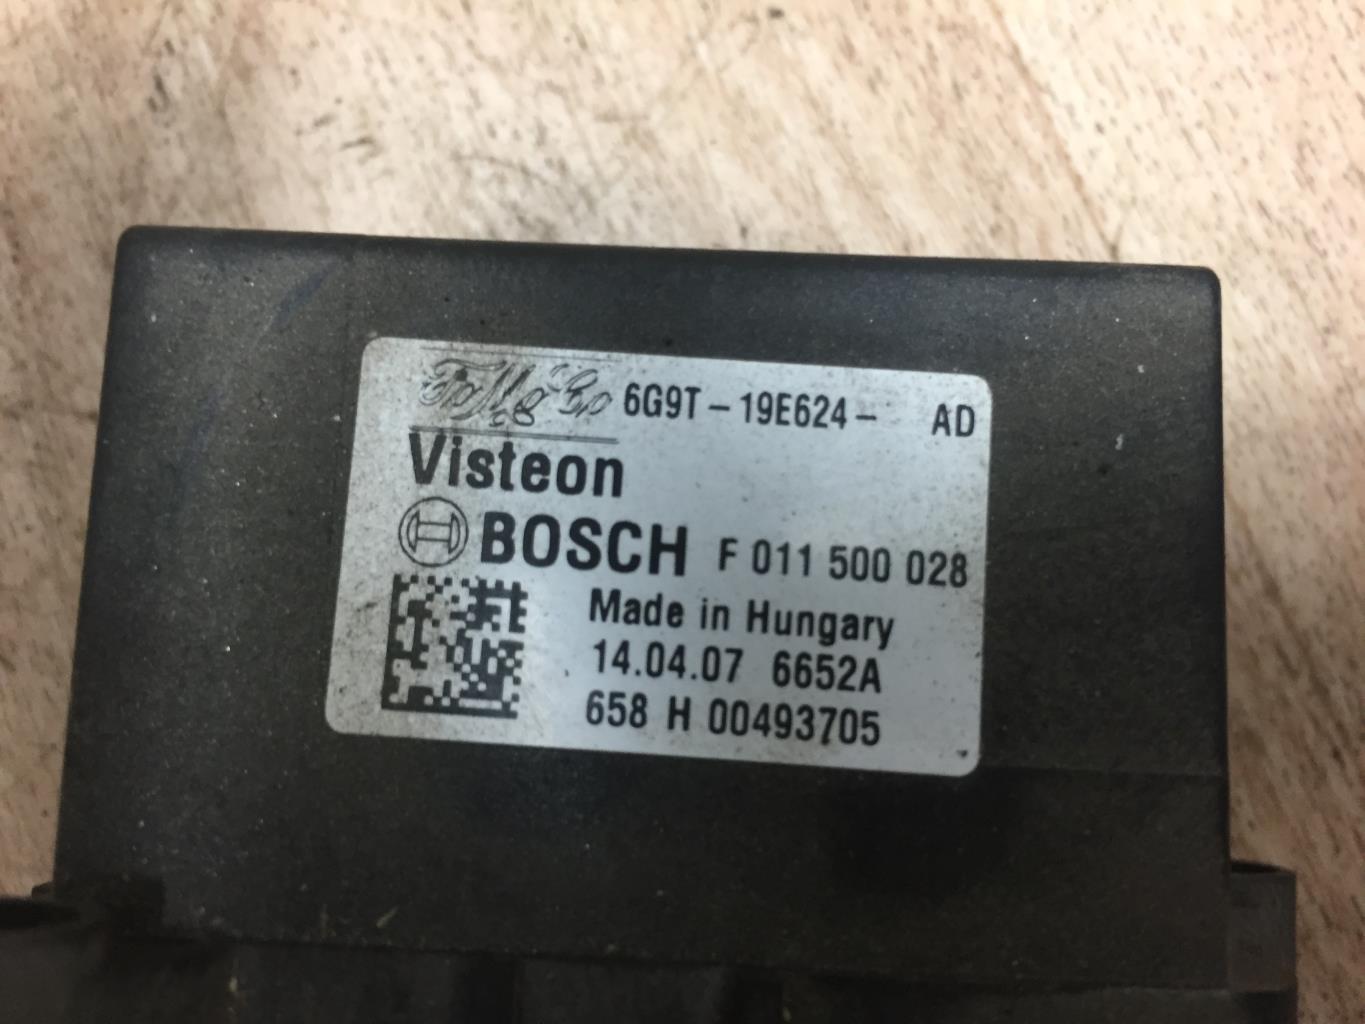 FoMoCo 6G9T - 19E624 - AD
Visteon
BOSCH F 011 500 028
Made in Hungary
14.04.07 6652A
658 H 00493705